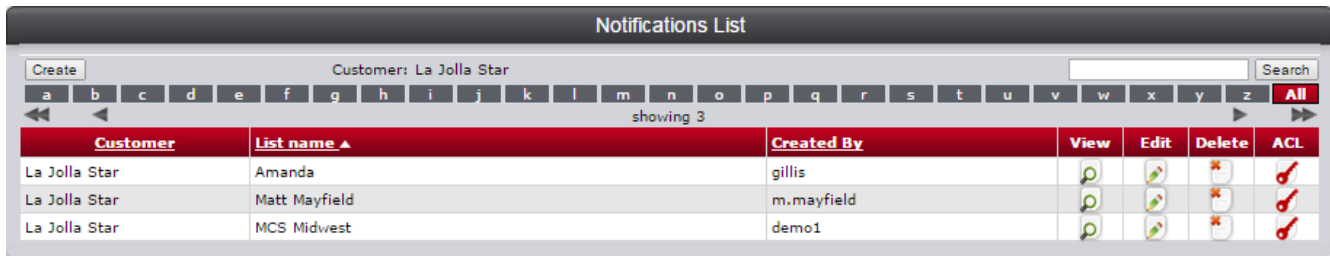 Notifications List
Create Customer: La Jolla Star Search
a b c d e f g h i j k l m n o p q r s t u v w x y z All
showing 3
Customer List name ▲ Created By View Edit Delete ACL
La Jolla Star Amanda gillis
La Jolla Star Matt Mayfield m.mayfield
La Jolla Star MCS Midwest demo1